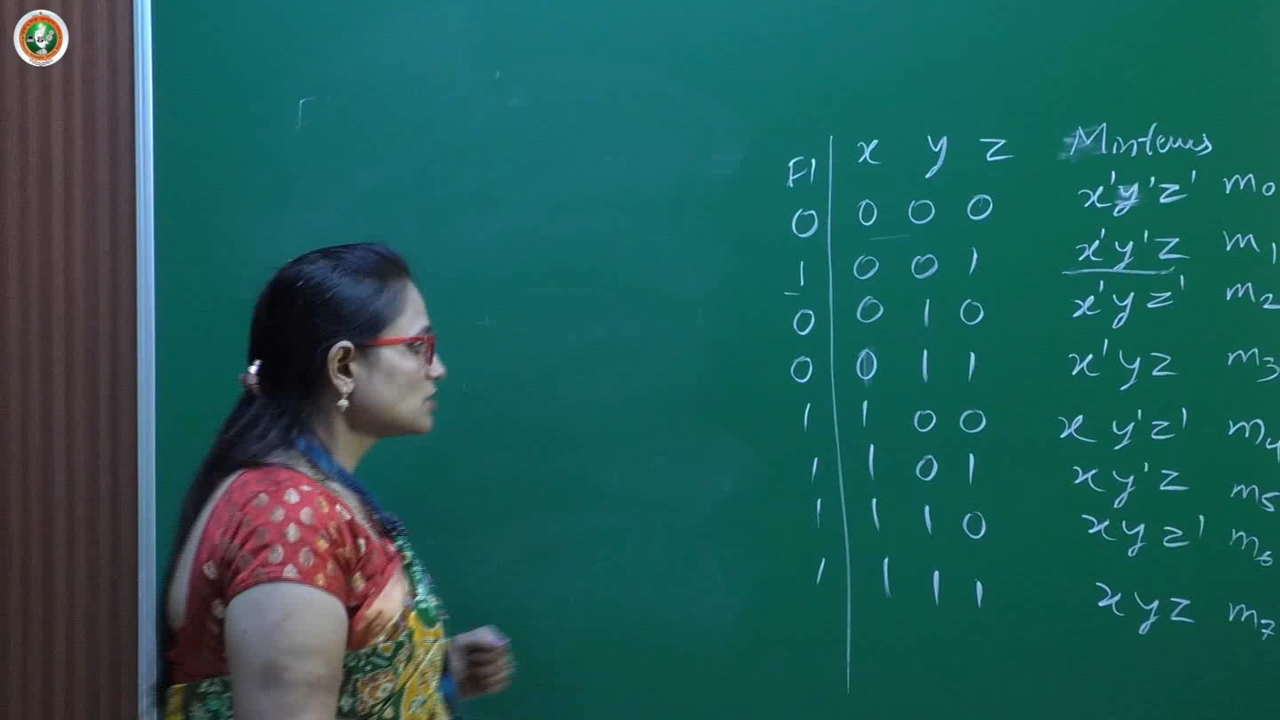 F1 x y z Minterms
0 0 0 0 x'y'z' m0
1 0 0 1 x'y'z m1
0 0 1 0 x'yz' m2
0 0 1 1 x'yz m3
1 1 0 0 xy'z' m4
1 1 0 1 xy'z m5
1 1 1 0 xyz' m6
1 1 1 1 xyz m7